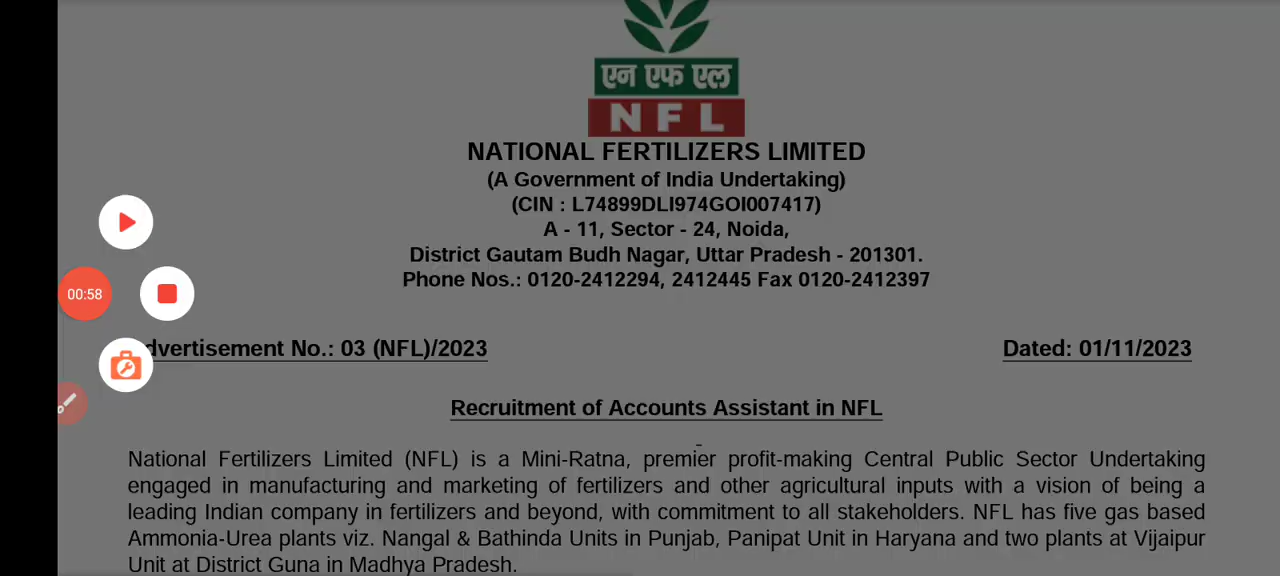 एन एफ एल
NFL
NATIONAL FERTILIZERS LIMITED
(A Government of India Undertaking)
(CIN : L74899DLI974GOI007417)
A - 11, Sector - 24, Noida,
District Gautam Budh Nagar, Uttar Pradesh - 201301.
Phone Nos.: 0120-2412294, 2412445 Fax 0120-2412397
00:58
dvertisement No.: 03 (NFL)/2023 Dated: 01/11/2023
Recruitment of Accounts Assistant in NFL
National Fertilizers Limited (NFL) is a Mini-Ratna, premier profit-making Central Public Sector Undertaking
engaged in manufacturing and marketing of fertilizers and other agricultural inputs with a vision of being a
leading Indian company in fertilizers and beyond, with commitment to all stakeholders. NFL has five gas based
Ammonia-Urea plants viz. Nangal & Bathinda Units in Punjab, Panipat Unit in Haryana and two plants at Vijaipur
Unit at District Guna in Madhya Pradesh.